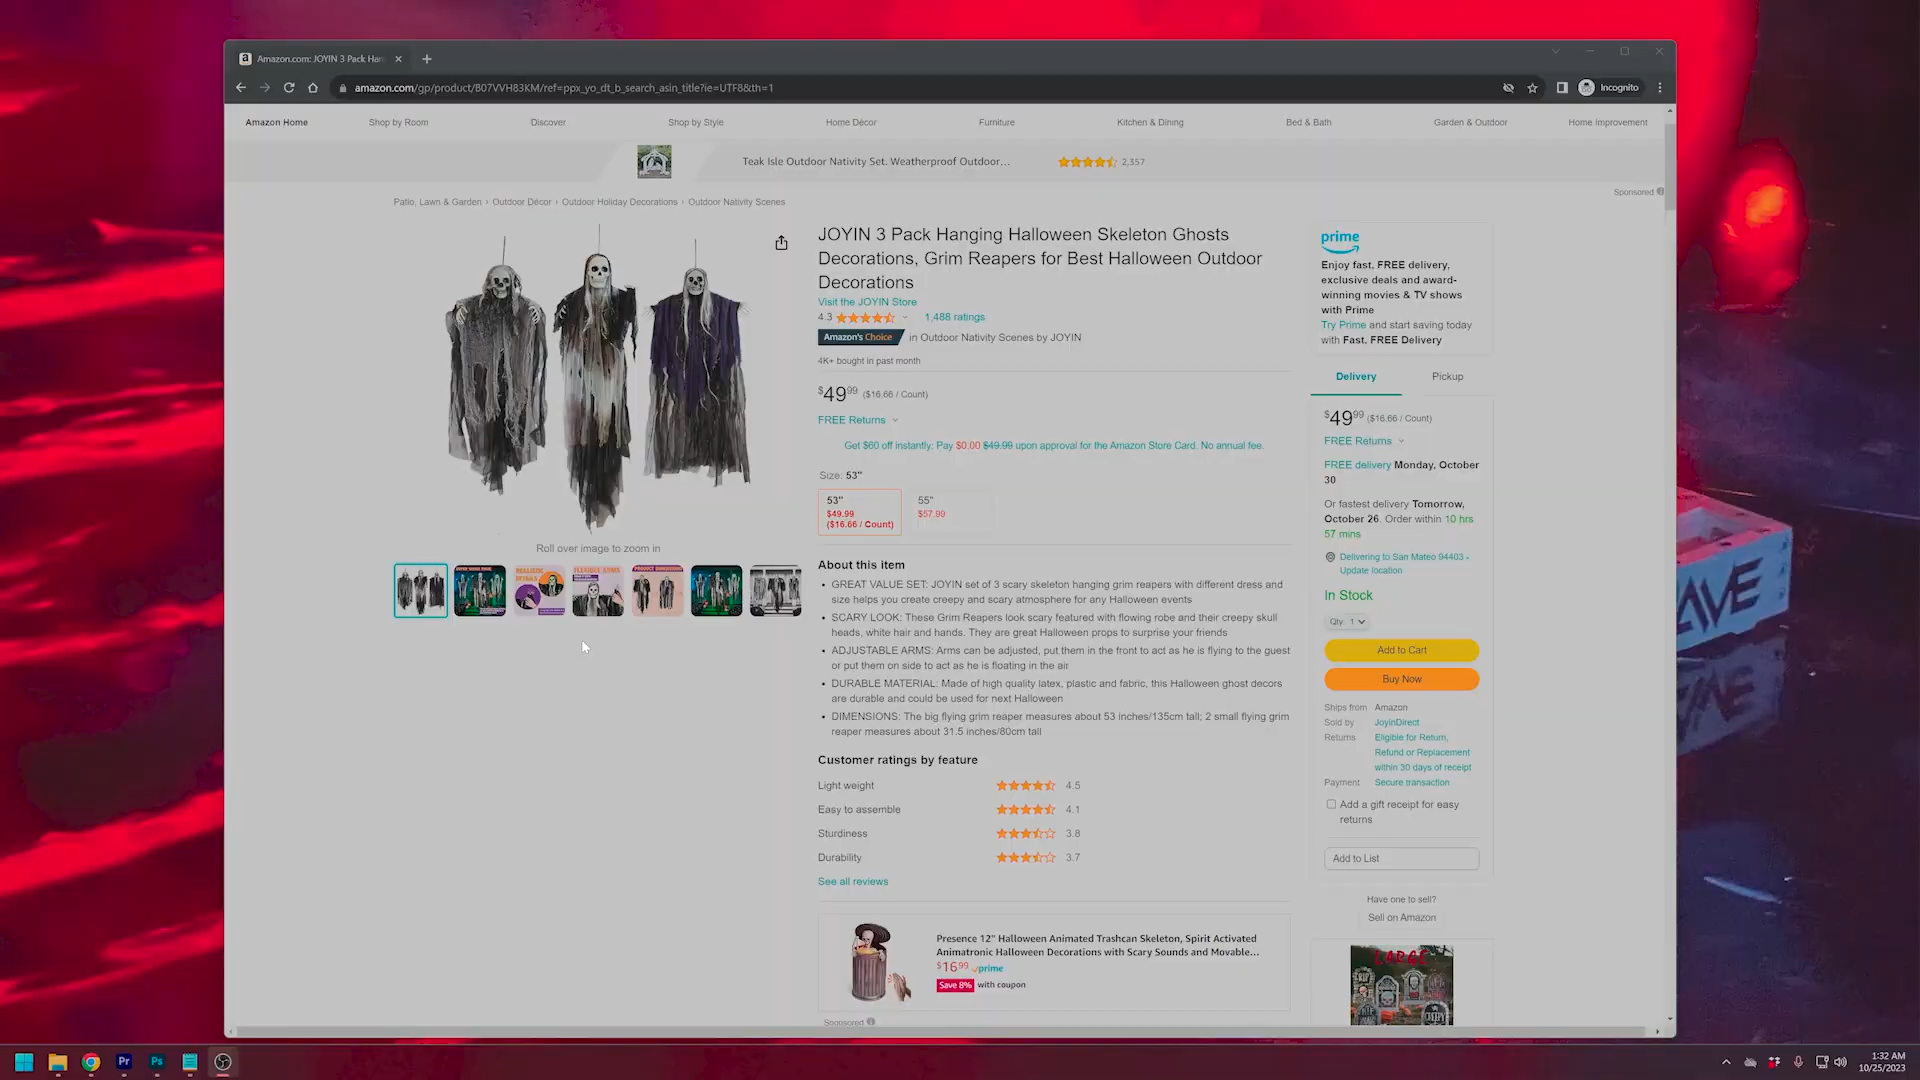 Amazon.com: JOYIN 3 Pack Han
amazon.com/gp/product/B07VVH83KM/ref=ppx_yo_dt_b_search_asin_title?ie=UTF8&th=1
Incognito
Amazon Home Shop by Room Discover Shop by Style Home Décor Furniture Kitchen & Dining Bed & Bath Garden & Outdoor Home Improvement
Teak Isle Outdoor Nativity Set. Weatherproof Outdoor… 2,357
Sponsored
Patio, Lawn & Garden › Outdoor Décor › Outdoor Holiday Decorations › Outdoor Nativity Scenes
Roll over image to zoom in
JOYIN 3 Pack Hanging Halloween Skeleton Ghosts
Decorations, Grim Reapers for Best Halloween Outdoor
Decorations
Visit the JOYIN Store
4.3 1,488 ratings
Amazon's Choice in Outdoor Nativity Scenes by JOYIN
4K+ bought in past month
$49.99 ($16.66 / Count)
FREE Returns
Get $60 off instantly: Pay $0.00 $49.99 upon approval for the Amazon Store Card. No annual fee.
Size: 53''
53'' 55"
$49.99 $57.99
($16.66 / Count)
About this item
• GREAT VALUE SET: JOYIN set of 3 scary skeleton hanging grim reapers with different dress and
size helps you create creepy and scary atmosphere for any Halloween events
• SCARY LOOK: These Grim Reapers look scary featured with flowing robe and their creepy skull
heads, white hair and hands. They are great Halloween props to surprise your friends
• ADJUSTABLE ARMS: Arms can be adjusted, put them in the front to act as he is flying to the guest
or put them on side to act as he is floating in the air
• DURABLE MATERIAL: Made of high quality latex, plastic and fabric, this Halloween ghost decors
are durable and could be used for next Halloween
• DIMENSIONS: The big flying grim reaper measures about 53 inches/135cm tall; 2 small flying grim
reaper measures about 31.5 inches/80cm tall
Customer ratings by feature
Light weight 4.5
Easy to assemble 4.1
Sturdiness 3.8
Durability 3.7
See all reviews
Presence 12" Halloween Animated Trashcan Skeleton, Spirit Activated
Animatronic Halloween Decorations with Scary Sounds and Movable…
$16.99 prime
Save 8% with coupon
Sponsored
prime
Enjoy fast, FREE delivery,
exclusive deals and award-
winning movies & TV shows
with Prime
Try Prime and start saving today
with Fast, FREE Delivery
Delivery Pickup
$49.99 ($16.66 / Count)
FREE Returns
FREE delivery Monday, October
30
Or fastest delivery Tomorrow,
October 26. Order within 10 hrs
57 mins
Delivering to San Mateo 94403 -
Update location
In Stock
Qty: 1
Add to Cart
Buy Now
Ships from Amazon
Sold by JoyinDirect
Returns Eligible for Return,
Refund or Replacement
within 30 days of receipt
Payment Secure transaction
Add a gift receipt for easy
returns
Add to List
Have one to sell?
Sell on Amazon
LARGE
Pr
Ps
1:32 AM
10/25/2023